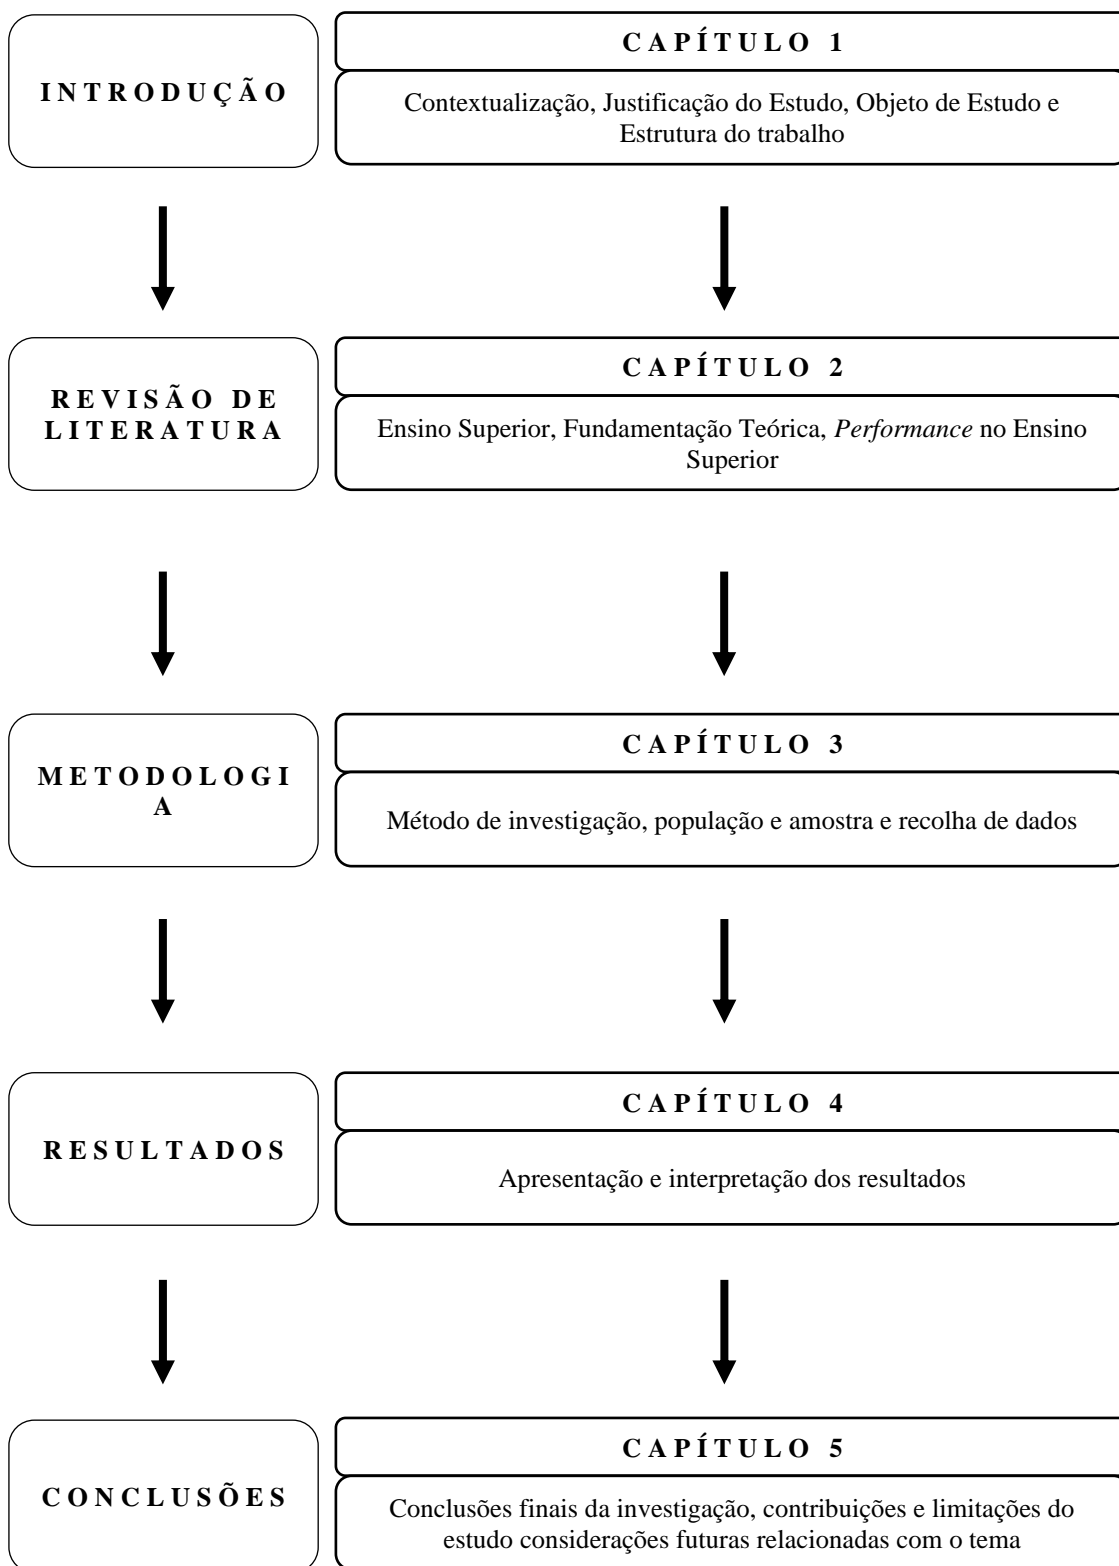 INTRODUÇÃO
CAPÍTULO 1
Contextualização, Justificação do Estudo, Objeto de Estudo e
Estrutura do trabalho
REVISÃO DE
LITERATURA
CAPÍTULO 2
Ensino Superior, Fundamentação Teórica, Performance no Ensino
Superior
METODOLOGI
A
CAPÍTULO 3
Método de investigação, população e amostra e recolha de dados
RESULTADOS
CAPÍTULO 4
Apresentação e interpretação dos resultados
CONCLUSÕES
CAPÍTULO 5
Conclusões finais da investigação, contribuições e limitações do
estudo considerações futuras relacionadas com o tema